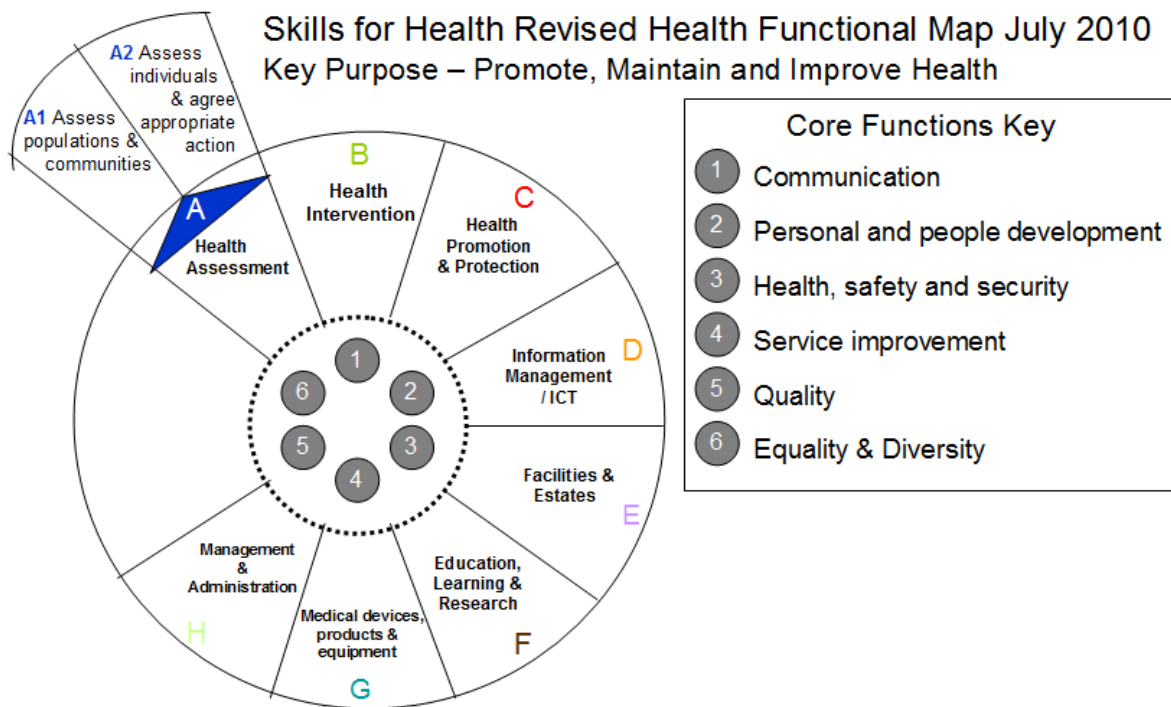 Skills for Health Revised Health Functional Map July 2010
Key Purpose – Promote, Maintain and Improve Health
A1 Assess
populations &
communities
A2 Assess
individuals
& agree
appropriate
action
A
Health
Assessment
B
Health
Intervention
C
Health
Promotion
& Protection
D
Information
Management
/ ICT
E
Facilities &
Estates
F
Education,
Learning &
Research
G
Medical devices,
products &
equipment
H
Management
&
Administration
1
2
3
4
5
6
Core Functions Key
1 Communication
2 Personal and people development
3 Health, safety and security
4 Service improvement
5 Quality
6 Equality & Diversity